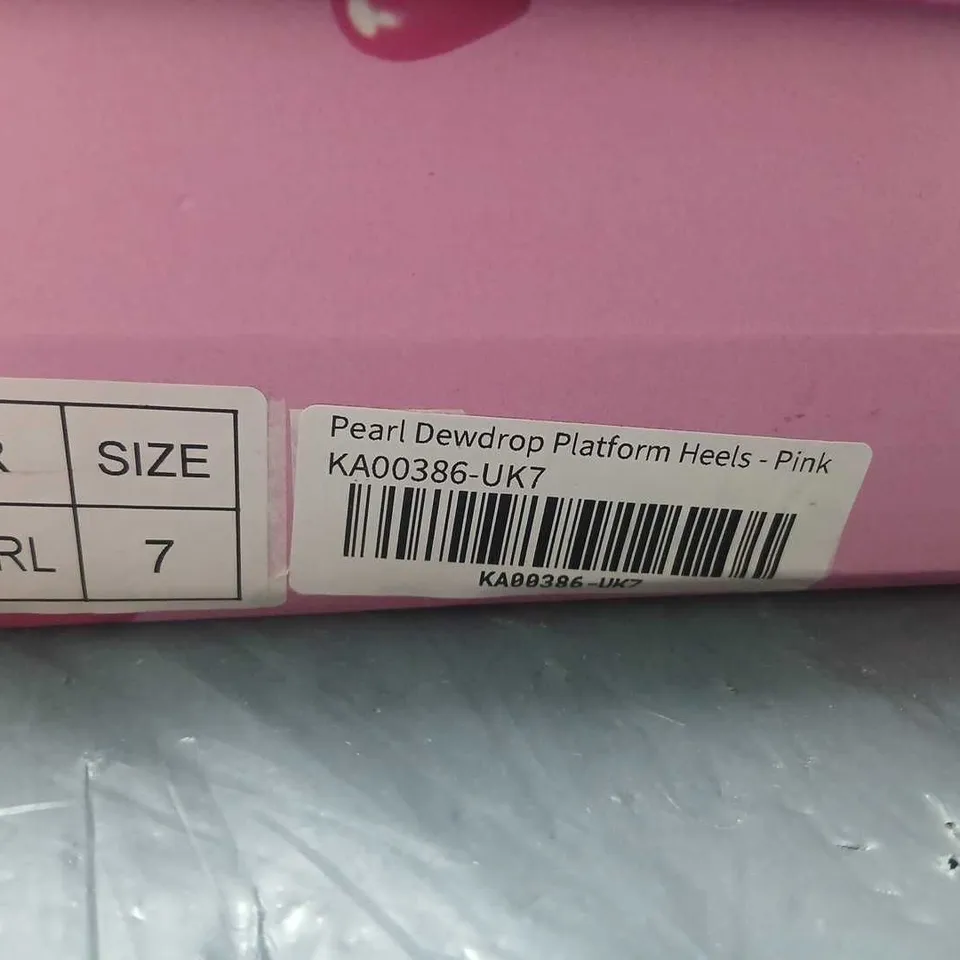 R SIZE
RL 7
Pearl Dewdrop Platform Heels - Pink
KA00386-UK7
KA00386-UK7